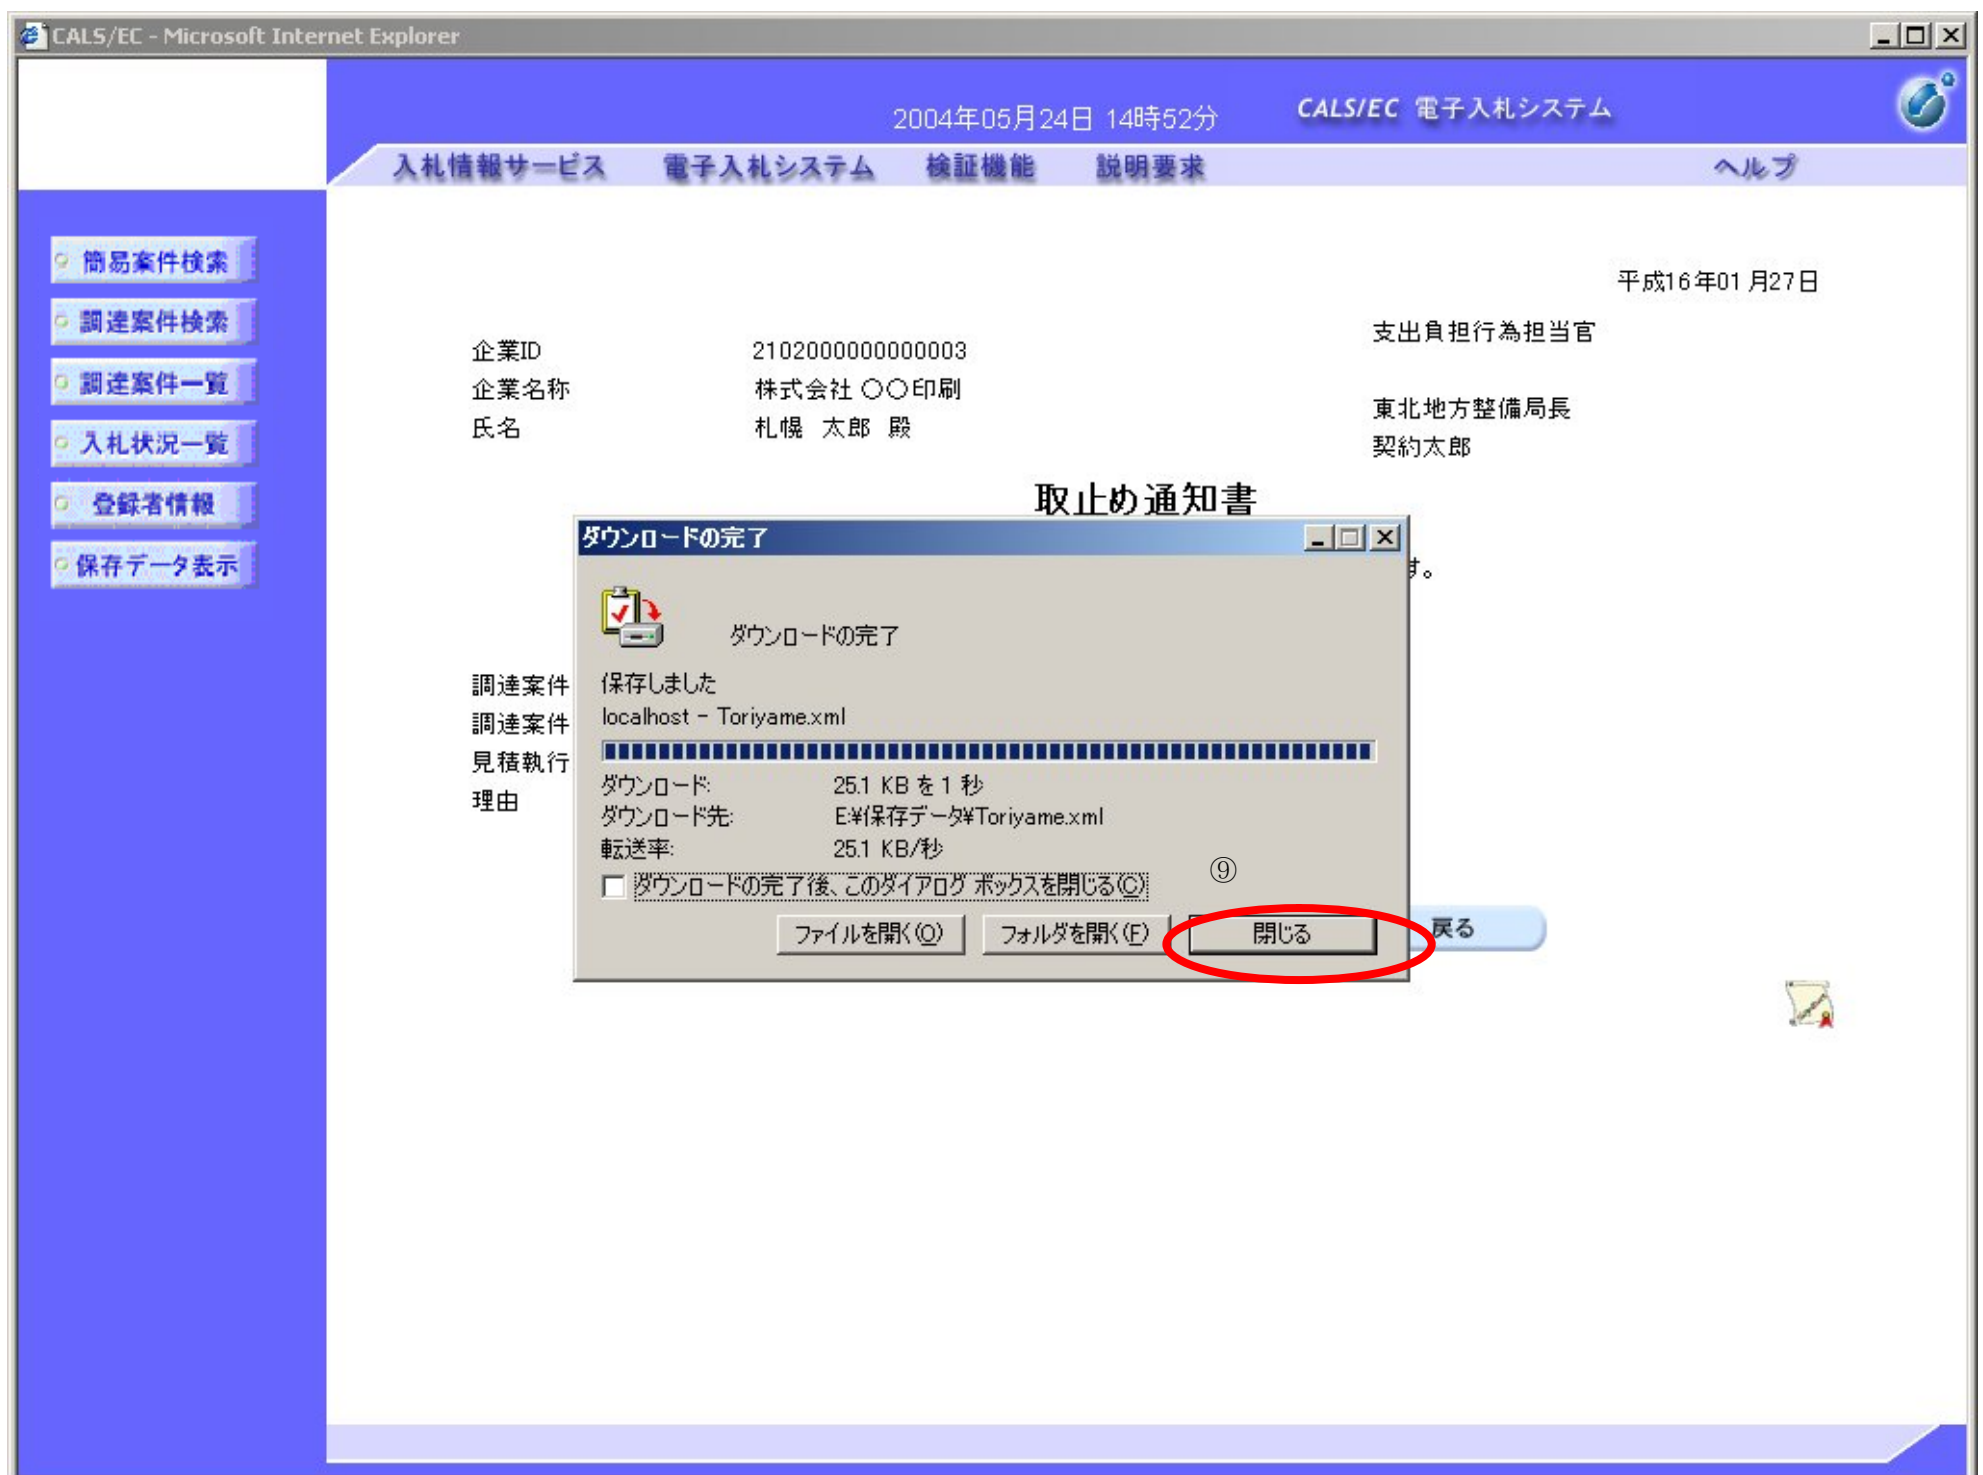 CALS/EC - Microsoft Internet Explorer
2004年05月24日 14時52分
CALS/EC 電子入札システム
入札情報サービス 電子入札システム 検証機能 説明要求 ヘルプ
簡易案件検索
調達案件検索
調達案件一覧
入札状況一覧
登録者情報
保存データ表示
平成16年01月27日
支出負担行為担当官
企業ID 2102000000000003
企業名称 株式会社 〇〇印刷
東北地方整備局長
氏名 札幌 太郎 殿
契約太郎
取止め通知書
す。
調達案件
調達案件
見積執行
理由
ダウンロードの完了
ダウンロードの完了
保存しました
localhost - Toriyame.xml
ダウンロード: 25.1 KB を 1 秒
ダウンロード先: E:¥保存データ¥Toriyame.xml
転送率: 25.1 KB/秒
⑨
ダウンロードの完了後、このダイアログ ボックスを閉じる(C)
ファイルを開く(O) フォルダを開く(F) 閉じる
戻る